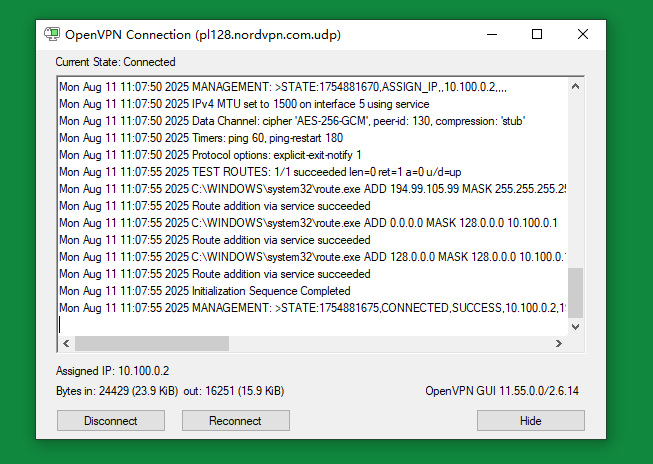 OpenVPN Connection (pl128.nordvpn.com.udp)
Current State: Connected
Mon Aug 11 11:07:50 2025 MANAGEMENT: >STATE:1754881670,ASSIGN_IP,,10.100.0.2,,,,
Mon Aug 11 11:07:50 2025 IPv4 MTU set to 1500 on interface 5 using service
Mon Aug 11 11:07:50 2025 Data Channel: cipher 'AES-256-GCM', peer-id: 130, compression: 'stub'
Mon Aug 11 11:07:50 2025 Timers: ping 60, ping-restart 180
Mon Aug 11 11:07:50 2025 Protocol options: explicit-exit-notify 1
Mon Aug 11 11:07:55 2025 TEST ROUTES: 1/1 succeeded len=0 ret=1 a=0 u/d=up
Mon Aug 11 11:07:55 2025 C:\WINDOWS\system32\route.exe ADD 194.99.105.99 MASK 255.255.255.25
Mon Aug 11 11:07:55 2025 Route addition via service succeeded
Mon Aug 11 11:07:55 2025 C:\WINDOWS\system32\route.exe ADD 0.0.0.0 MASK 128.0.0.0 10.100.0.1
Mon Aug 11 11:07:55 2025 Route addition via service succeeded
Mon Aug 11 11:07:55 2025 C:\WINDOWS\system32\route.exe ADD 128.0.0.0 MASK 128.0.0.0 10.100.0.
Mon Aug 11 11:07:55 2025 Route addition via service succeeded
Mon Aug 11 11:07:55 2025 Initialization Sequence Completed
Mon Aug 11 11:07:55 2025 MANAGEMENT: >STATE:1754881675,CONNECTED,SUCCESS,10.100.0.2,19
Assigned IP: 10.100.0.2
Bytes in: 24429 (23.9 KiB) out: 16251 (15.9 KiB)
OpenVPN GUI 11.55.0.0/2.6.14
Disconnect
Reconnect
Hide